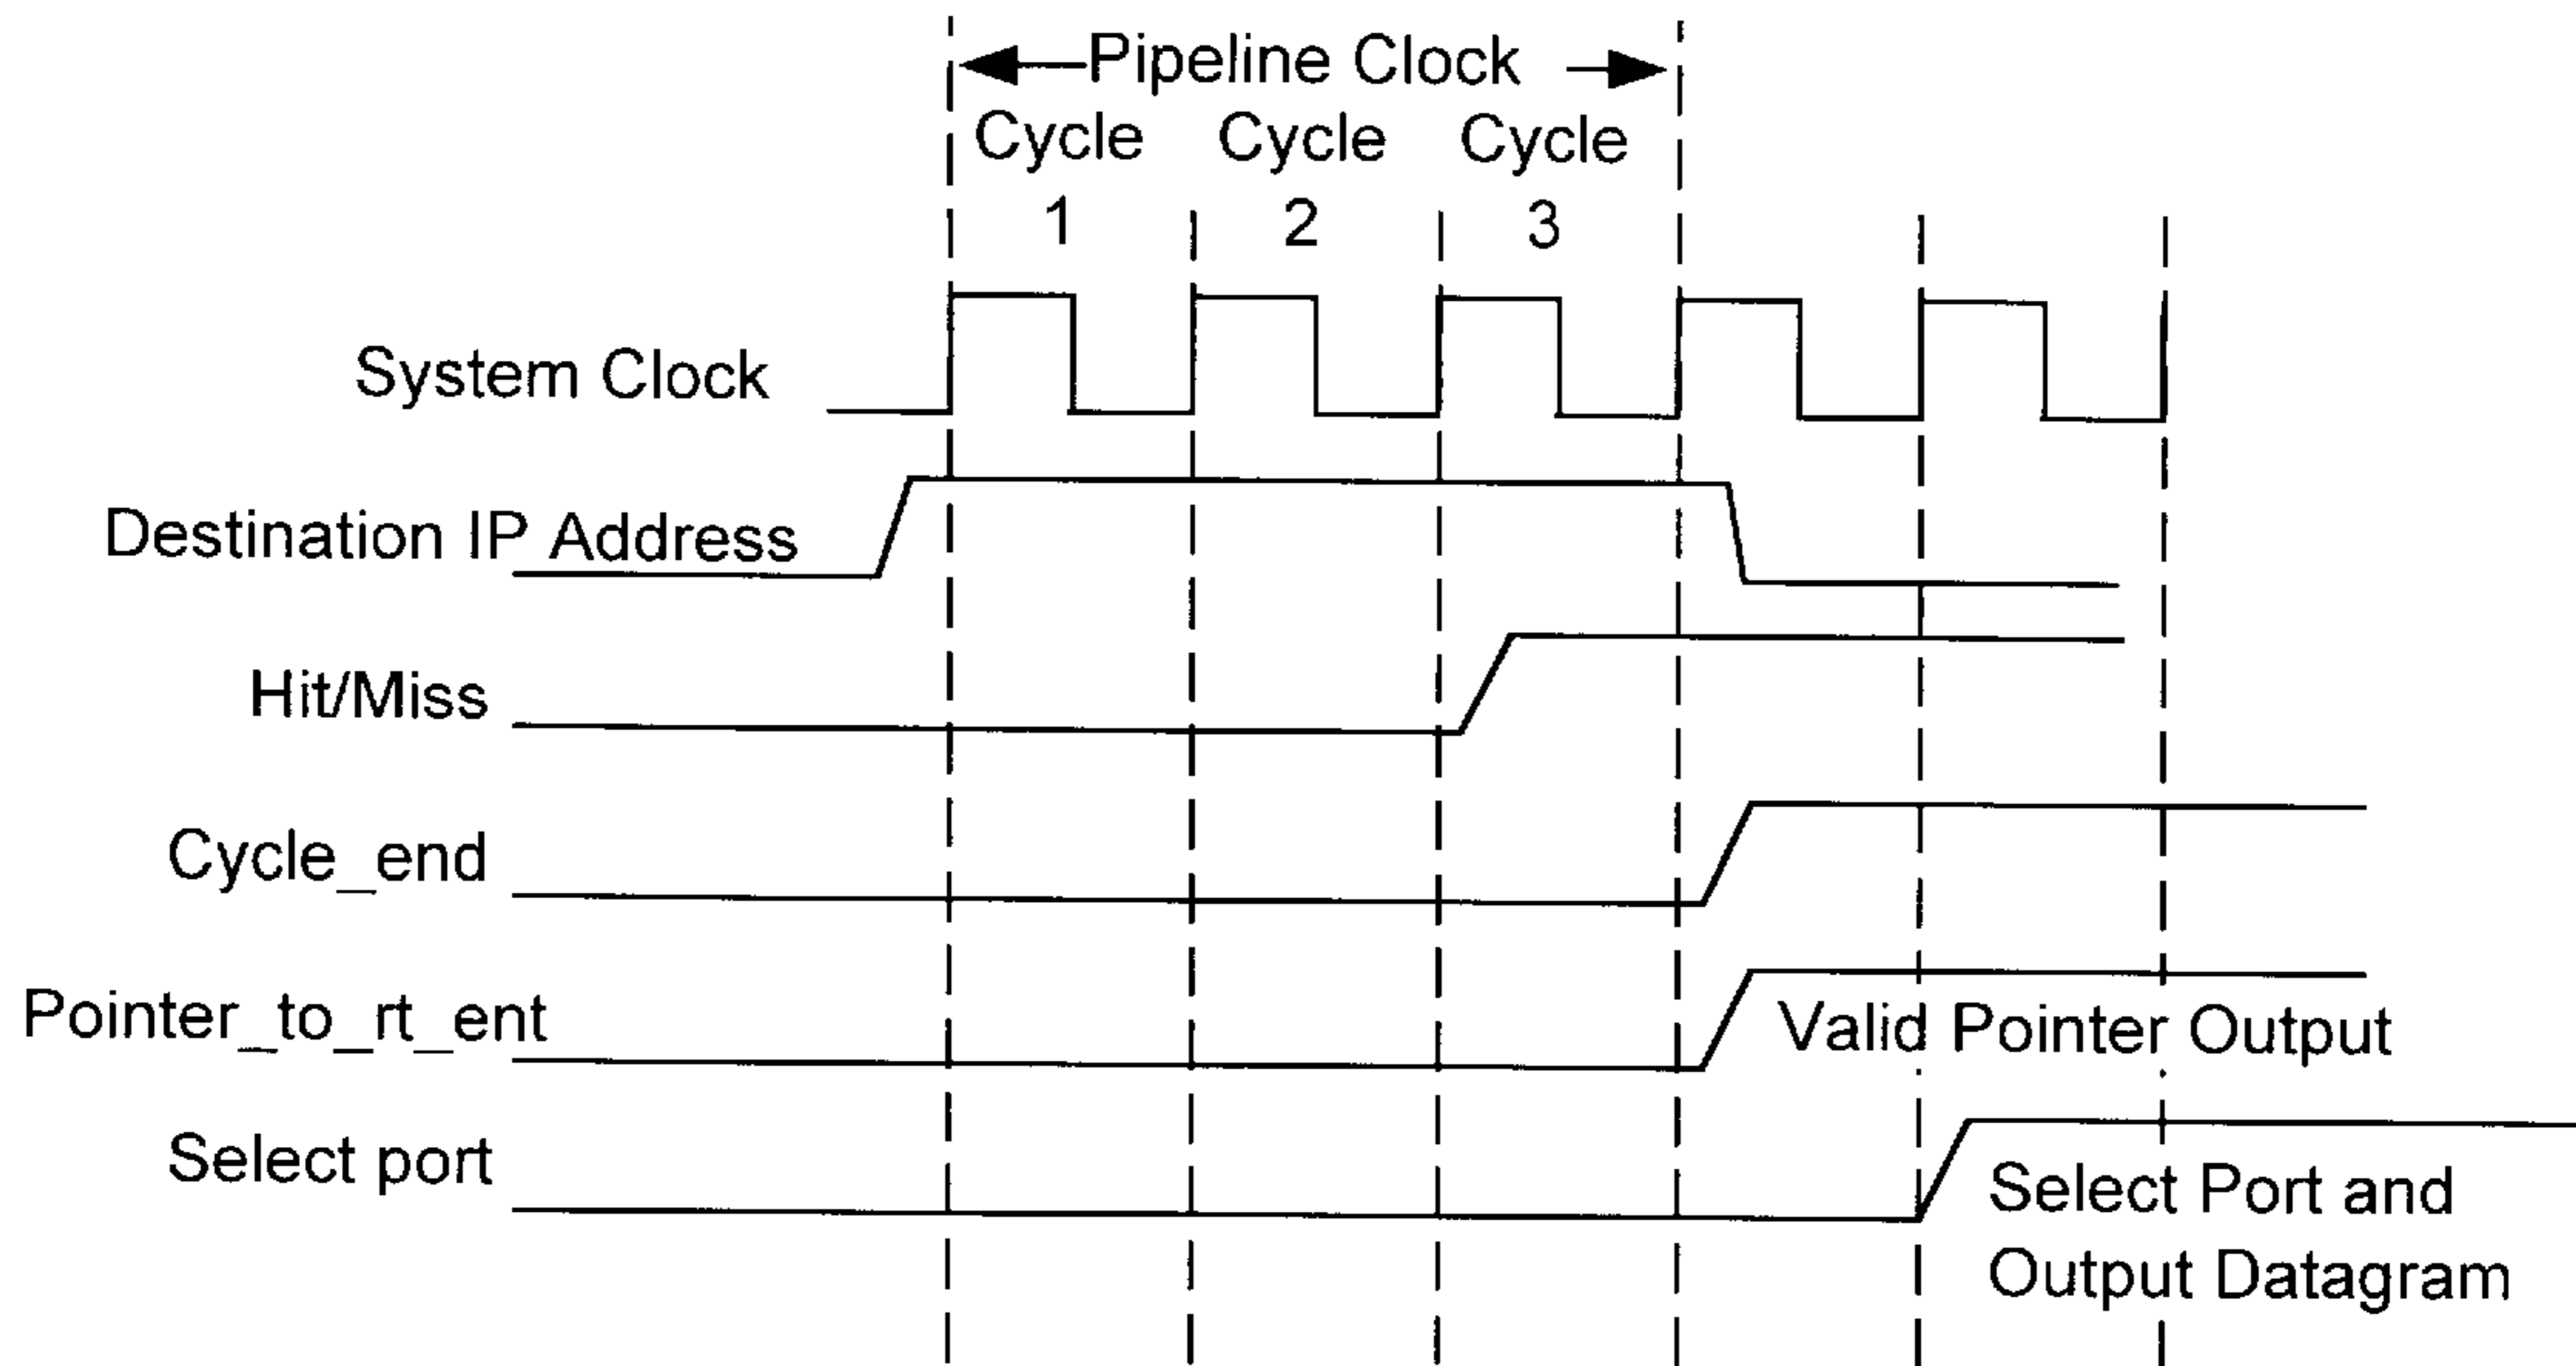 Pipeline Clock
Cycle Cycle Cycle
1 2 3
System Clock
Destination IP Address
Hit/Miss
Cycle_end
Pointer_to_rt_ent
Valid Pointer Output
Select port
Select Port and
Output Datagram